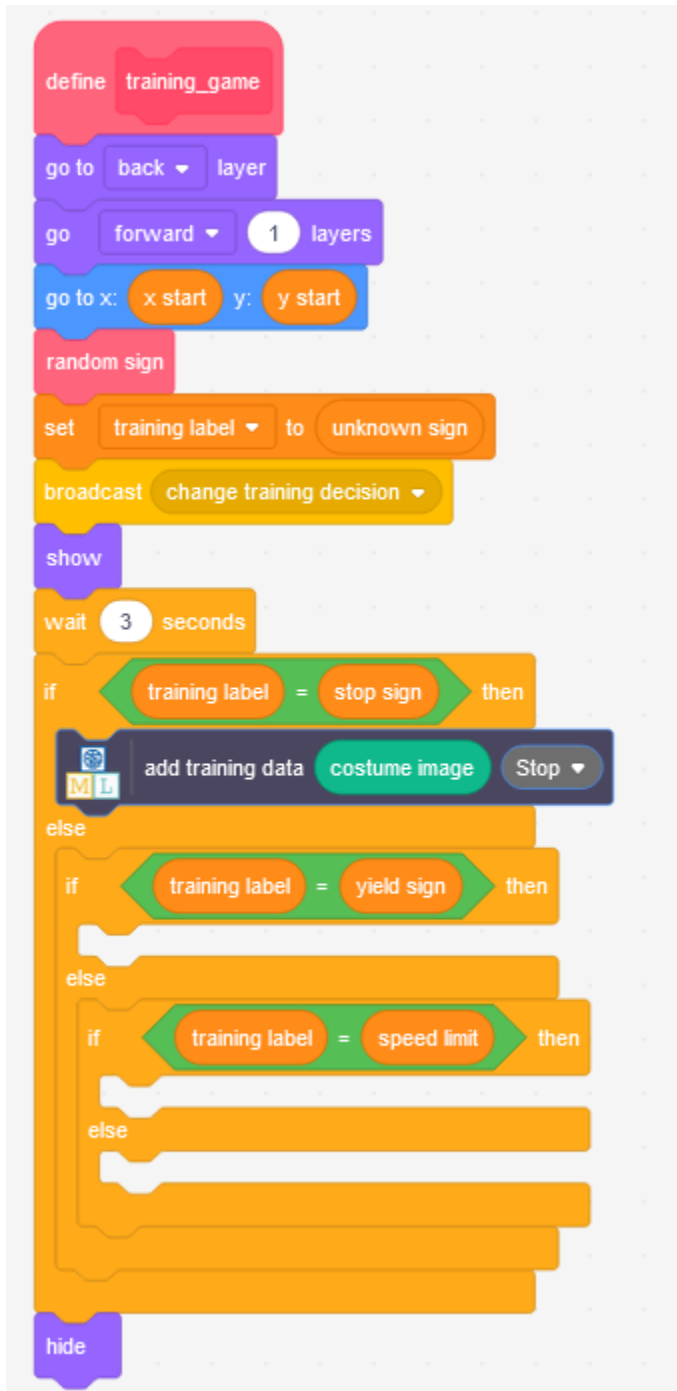 define training_game
go to back layer
go forward 1 layers
go to x: x start y: y start
random sign
set training label to unknown sign
broadcast change training decision
show
wait 3 seconds
if training label = stop sign then
ML add training data costume image Stop
else
if training label = yield sign then
else
if training label = speed limit then
else
hide